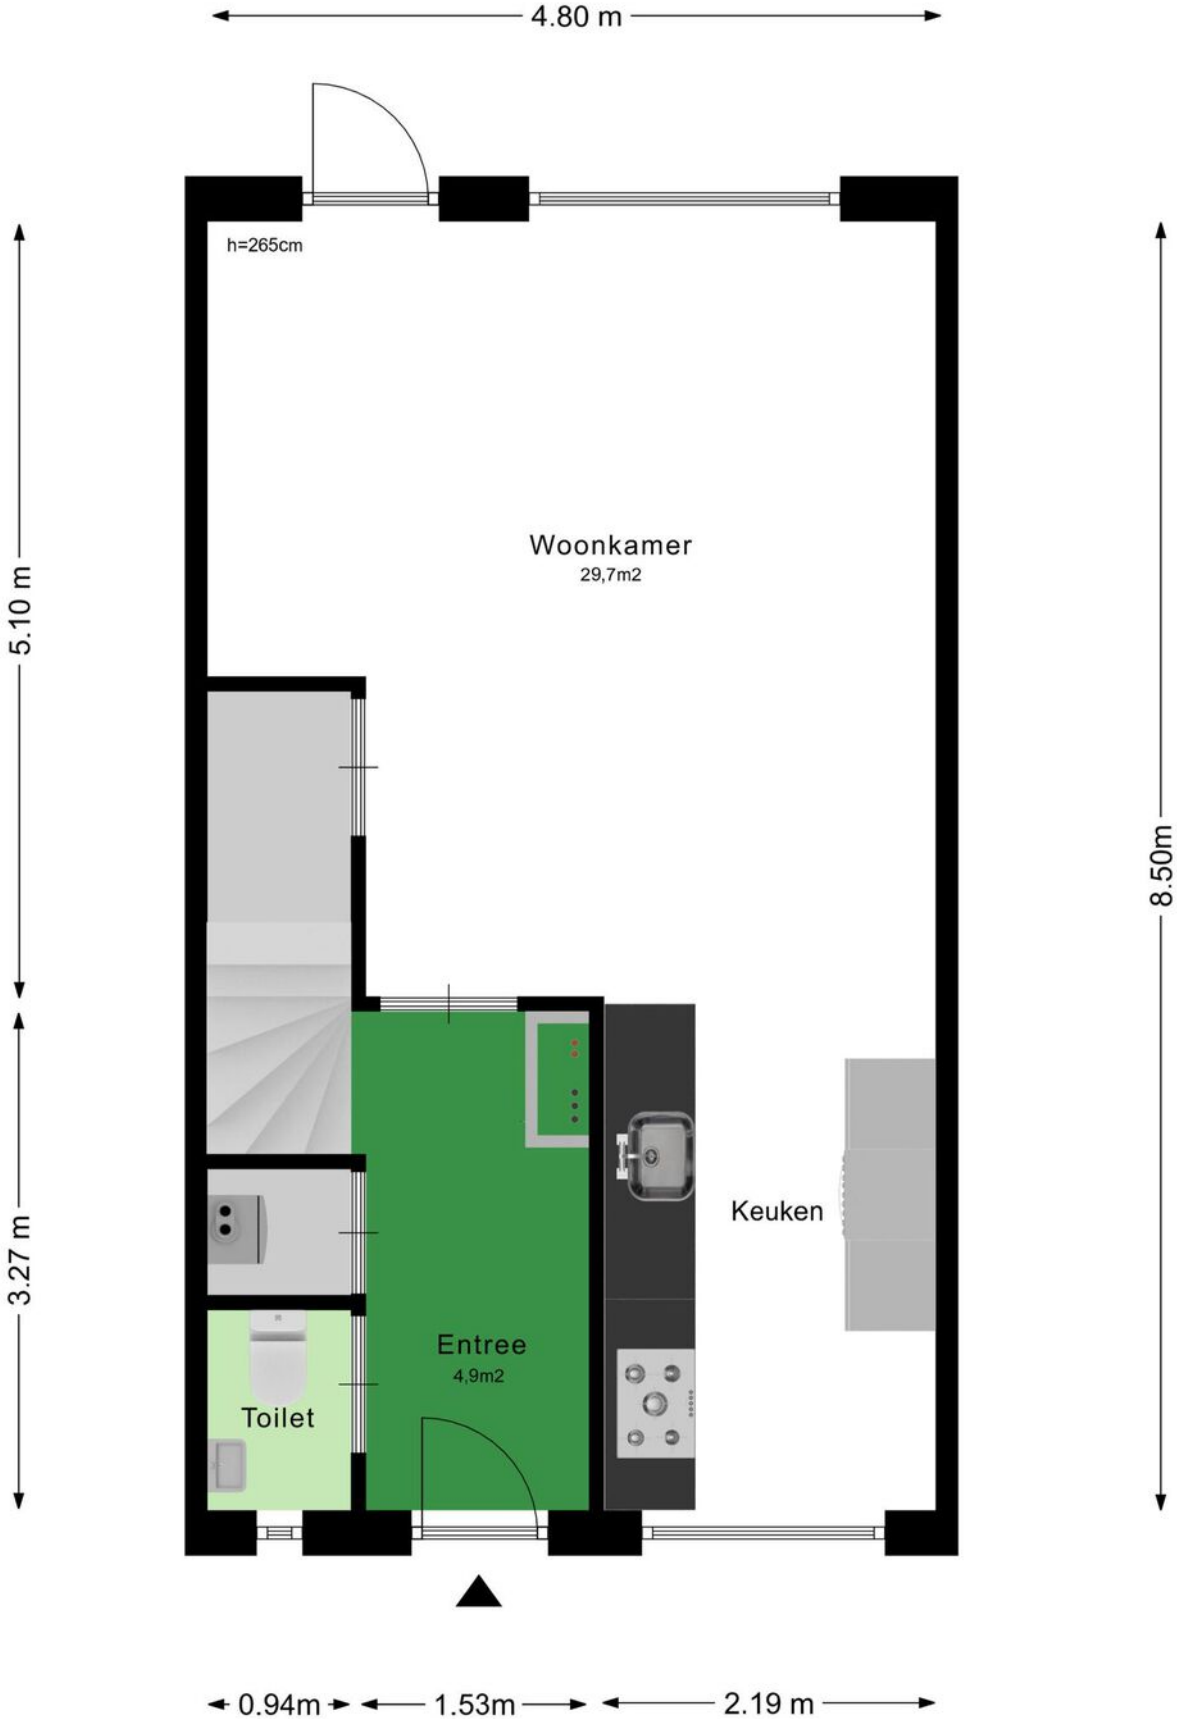 4.80 m
h=265cm
Woonkamer
29,7m2
5.10 m
8.50m
Keuken
3.27 m
Entree
4,9m2
Toilet
0.94m
1.53m
2.19 m